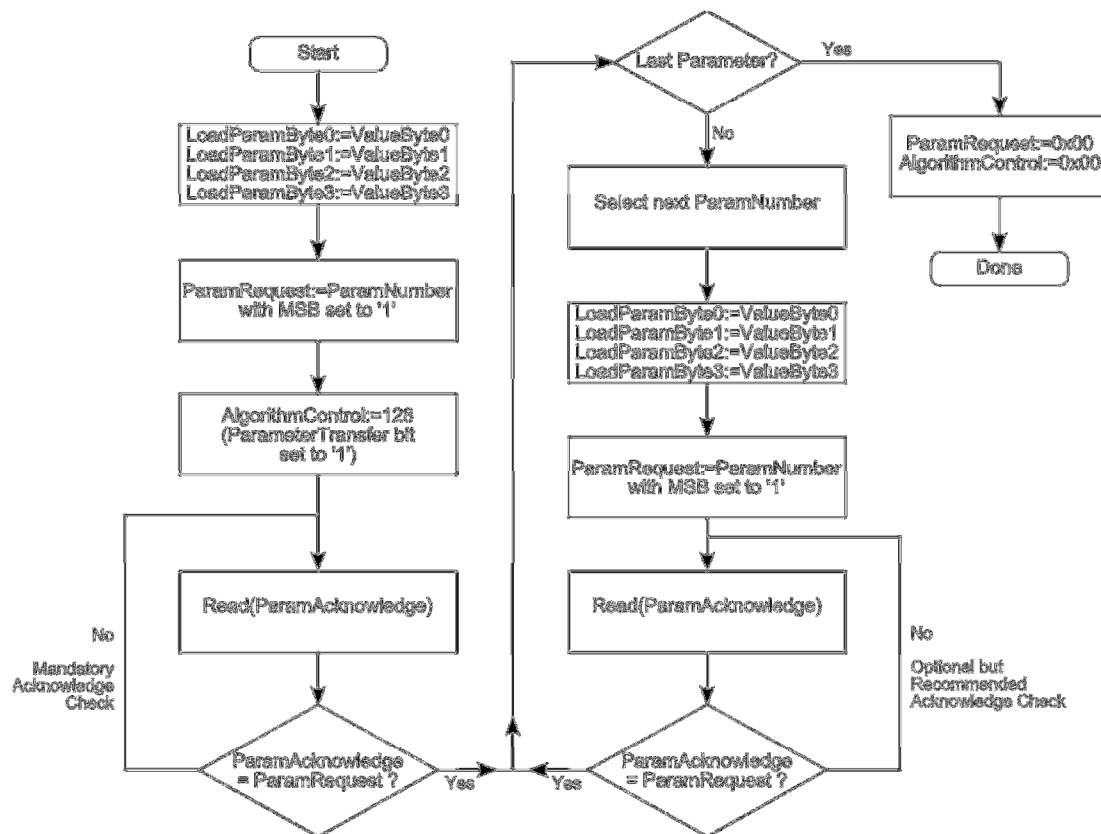 Start
LoadParamByte0:=ValueByte0
LoadParamByte1:=ValueByte1
LoadParamByte2:=ValueByte2
LoadParamByte3:=ValueByte3
ParamRequest:=ParamNumber
with MSB set to '1'
AlgorithmControl:=128
(ParameterTransfer bit
set to '1')
Read(ParamAcknowledge)
No
Mandatory
Acknowledge
Check
ParamAcknowledge
= ParamRequest ?
Yes
Last Parameter?
Yes
No
Select next ParamNumber
LoadParamByte0:=ValueByte0
LoadParamByte1:=ValueByte1
LoadParamByte2:=ValueByte2
LoadParamByte3:=ValueByte3
ParamRequest:=ParamNumber
with MSB set to '1'
Read(ParamAcknowledge)
No
Optional but
Recommended
Acknowledge Check
ParamAcknowledge
= ParamRequest ?
Yes
ParamRequest:=0x00
AlgorithmControl:=0x00
Done